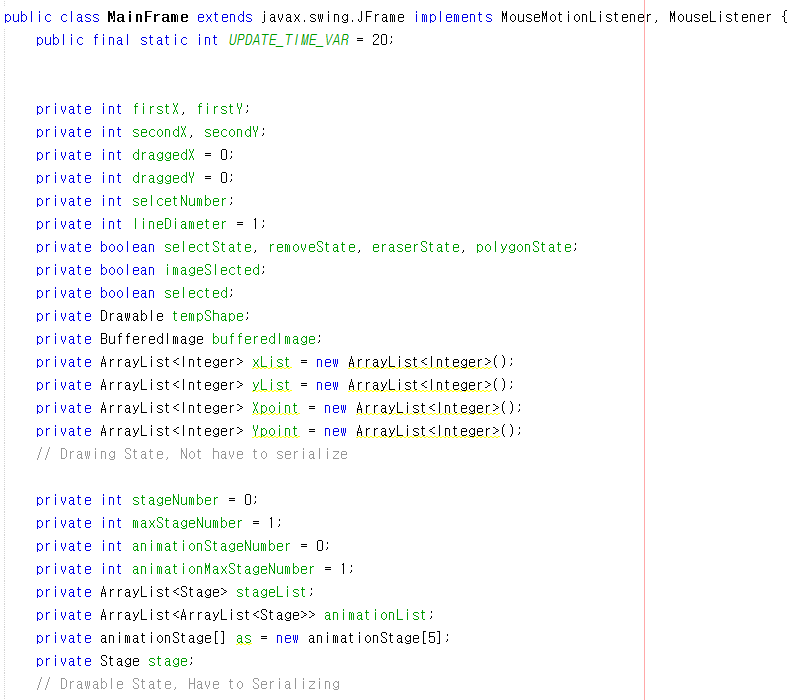 public class MainFrame extends javax.swing.JFrame implements MouseMotionListener, MouseListener {
public final static int UPDATE_TIME_VAR = 20;
private int firstX, firstY;
private int secondX, secondY;
private int draggedX = 0;
private int draggedY = 0;
private int selcetNumber;
private int lineDiameter = 1;
private boolean selectState, removeState, eraserState, polygonState;
private boolean imageSlected;
private boolean selected;
private Drawable tempShape;
private BufferedImage bufferedImage;
private ArrayList<Integer> xList = new ArrayList<Integer>();
private ArrayList<Integer> yList = new ArrayList<Integer>();
private ArrayList<Integer> Xpoint = new ArrayList<Integer>();
private ArrayList<Integer> Ypoint = new ArrayList<Integer>();
// Drawing State, Not have to serialize
private int stageNumber = 0;
private int maxStageNumber = 1;
private int animationStageNumber = 0;
private int animationMaxStageNumber = 1;
private ArrayList<Stage> stageList;
private ArrayList<ArrayList<Stage>> animationList;
private animationStage[] as = new animationStage[5];
private Stage stage;
// Drawable State, Have to Serializing